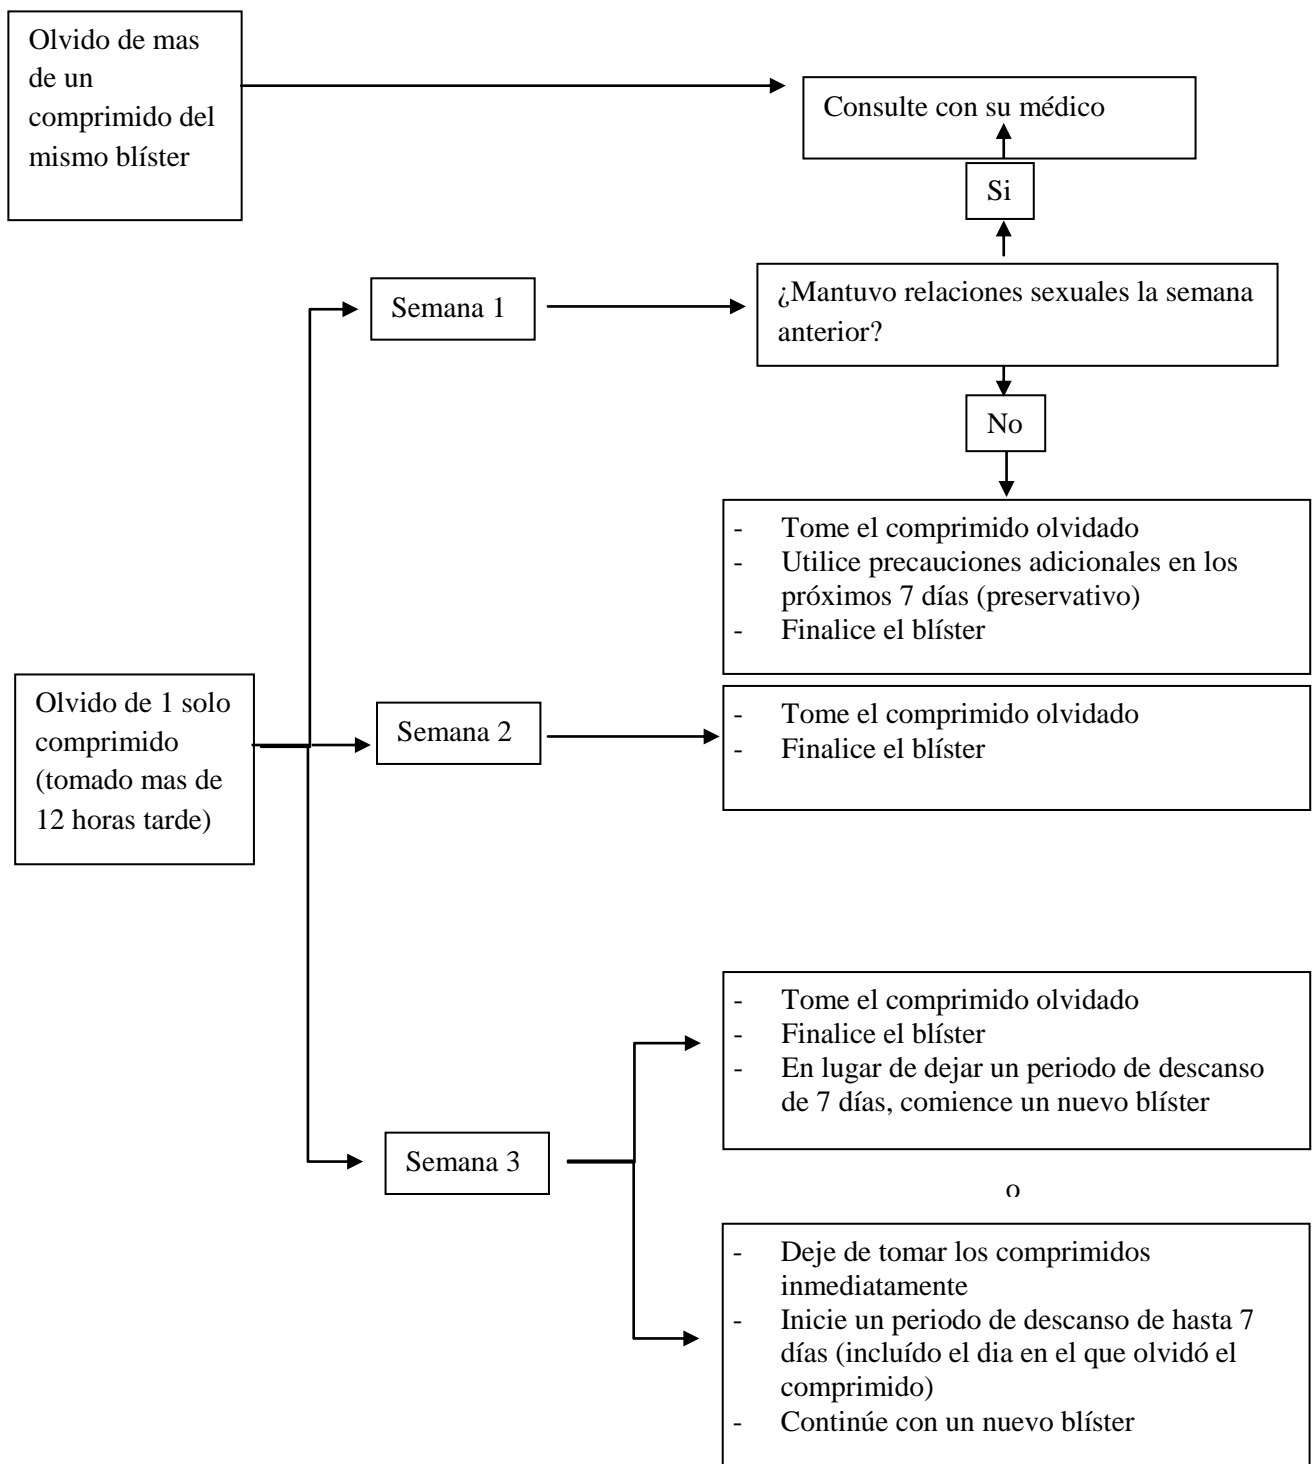 Olvido de mas
de un
comprimido del
mismo blíster
Consulte con su médico
Si
Semana 1
¿Mantuvo relaciones sexuales la semana
anterior?
No
- Tome el comprimido olvidado
- Utilice precauciones adicionales en los
próximos 7 días (preservativo)
- Finalice el blíster
Olvido de 1 solo
comprimido
(tomado mas de
12 horas tarde)
Semana 2
- Tome el comprimido olvidado
- Finalice el blíster
Semana 3
- Tome el comprimido olvidado
- Finalice el blíster
- En lugar de dejar un periodo de descanso
de 7 días, comience un nuevo blíster
o
- Deje de tomar los comprimidos
inmediatamente
- Inicie un periodo de descanso de hasta 7
días (incluído el dia en el que olvidó el
comprimido)
- Continúe con un nuevo blíster